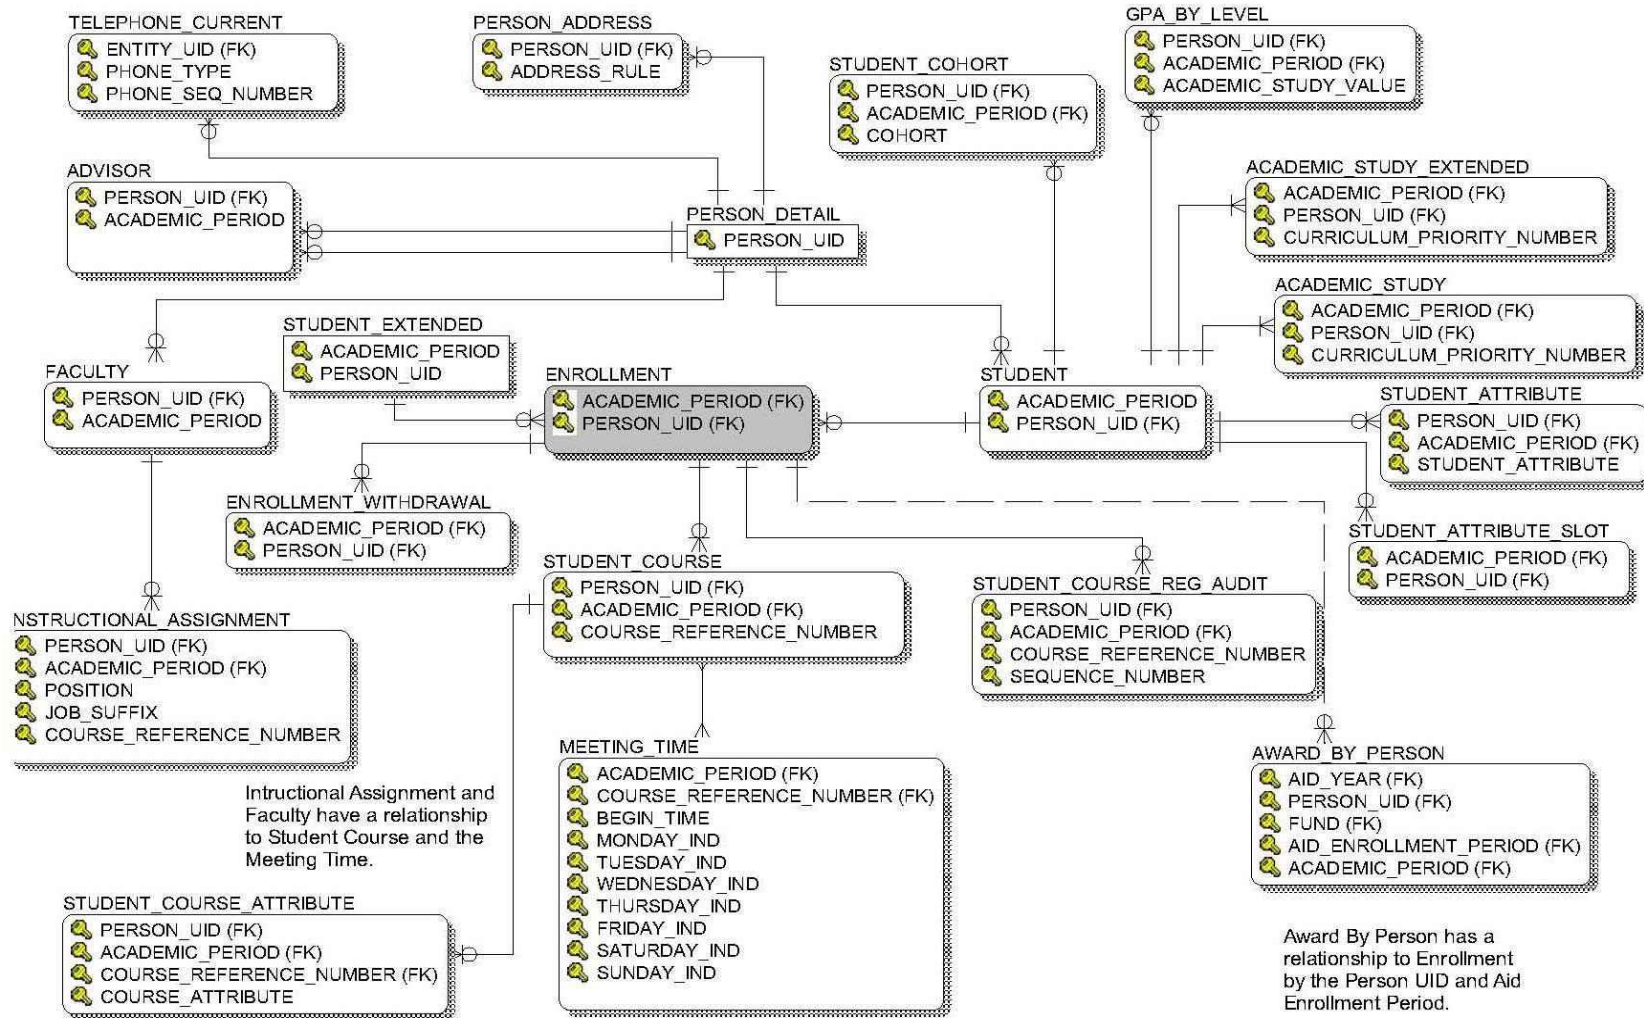 TELEPHONE_CURRENT
ENTITY_UID (FK)
PHONE_TYPE
PHONE_SEQ_NUMBER
PERSON_ADDRESS
PERSON_UID (FK)
ADDRESS_RULE
STUDENT_COHORT
PERSON_UID (FK)
ACADEMIC_PERIOD (FK)
COHORT
GPA_BY_LEVEL
PERSON_UID (FK)
ACADEMIC_PERIOD (FK)
ACADEMIC_STUDY_VALUE
ADVISOR
PERSON_UID (FK)
ACADEMIC_PERIOD
PERSON_DETAIL
PERSON_UID
ACADEMIC_STUDY_EXTENDED
ACADEMIC_PERIOD (FK)
PERSON_UID (FK)
CURRICULUM_PRIORITY_NUMBER
ACADEMIC_STUDY
ACADEMIC_PERIOD (FK)
PERSON_UID (FK)
CURRICULUM_PRIORITY_NUMBER
FACULTY
PERSON_UID (FK)
ACADEMIC_PERIOD
STUDENT_EXTENDED
ACADEMIC_PERIOD
PERSON_UID
ENROLLMENT
ACADEMIC_PERIOD (FK)
PERSON_UID (FK)
STUDENT
ACADEMIC_PERIOD
PERSON_UID (FK)
STUDENT_ATTRIBUTE
PERSON_UID (FK)
ACADEMIC_PERIOD (FK)
STUDENT_ATTRIBUTE
ENROLLMENT_WITHDRAWAL
ACADEMIC_PERIOD (FK)
PERSON_UID (FK)
STUDENT_COURSE
PERSON_UID (FK)
ACADEMIC_PERIOD (FK)
COURSE_REFERENCE_NUMBER
STUDENT_COURSE_REG_AUDIT
PERSON_UID (FK)
ACADEMIC_PERIOD (FK)
COURSE_REFERENCE_NUMBER
SEQUENCE_NUMBER
STUDENT_ATTRIBUTE_SLOT
ACADEMIC_PERIOD (FK)
PERSON_UID (FK)
NSTRUCTIONAL_ASSIGNMENT
PERSON_UID (FK)
ACADEMIC_PERIOD (FK)
POSITION
JOB_SUFFIX
COURSE_REFERENCE_NUMBER
Intructional Assignment and
Faculty have a relationship
to Student Course and the
Meeting Time.
MEETING_TIME
ACADEMIC_PERIOD (FK)
COURSE_REFERENCE_NUMBER (FK)
BEGIN_TIME
MONDAY_IND
TUESDAY_IND
WEDNESDAY_IND
THURSDAY_IND
FRIDAY_IND
SATURDAY_IND
SUNDAY_IND
AWARD_BY_PERSON
AID_YEAR (FK)
PERSON_UID (FK)
FUND (FK)
AID_ENROLLMENT_PERIOD (FK)
ACADEMIC_PERIOD (FK)
STUDENT_COURSE_ATTRIBUTE
PERSON_UID (FK)
ACADEMIC_PERIOD (FK)
COURSE_REFERENCE_NUMBER (FK)
COURSE_ATTRIBUTE
Award By Person has a
relationship to Enrollment
by the Person UID and Aid
Enrollment Period.